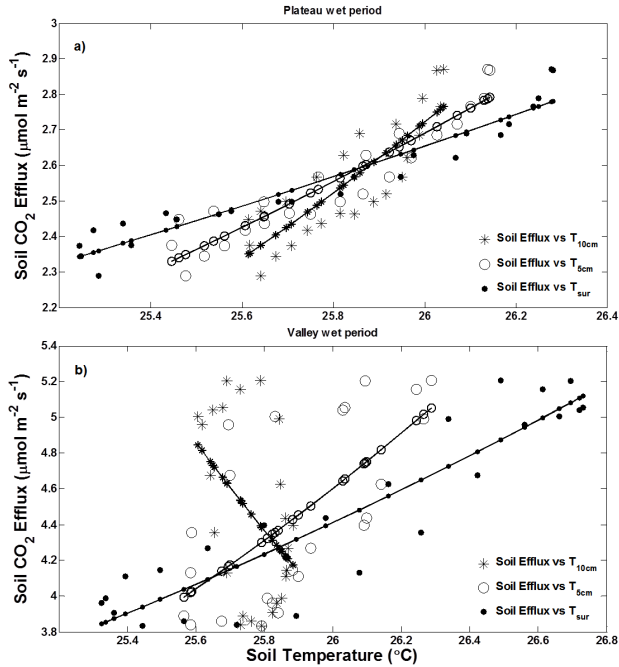 Plateau wet period
3
a)
2.9
2.8
2.7
2.6
2.5
2.4
2.3
2.2
Soil CO2 Efflux (μmol m-2 s-1)
Soil Efflux vs T10cm
Soil Efflux vs T5cm
Soil Efflux vs Tsur
25.4 25.6 25.8 26 26.2 26.4
Valley wet period
5.4
b)
5.2
5
4.8
4.6
4.4
4.2
4
3.8
Soil CO2 Efflux (μmol m-2 s-1)
Soil Efflux vs T10cm
Soil Efflux vs T5cm
Soil Efflux vs Tsur
25.4 25.6 25.8 26 26.2 26.4 26.6 26.8
Soil Temperature (°C)